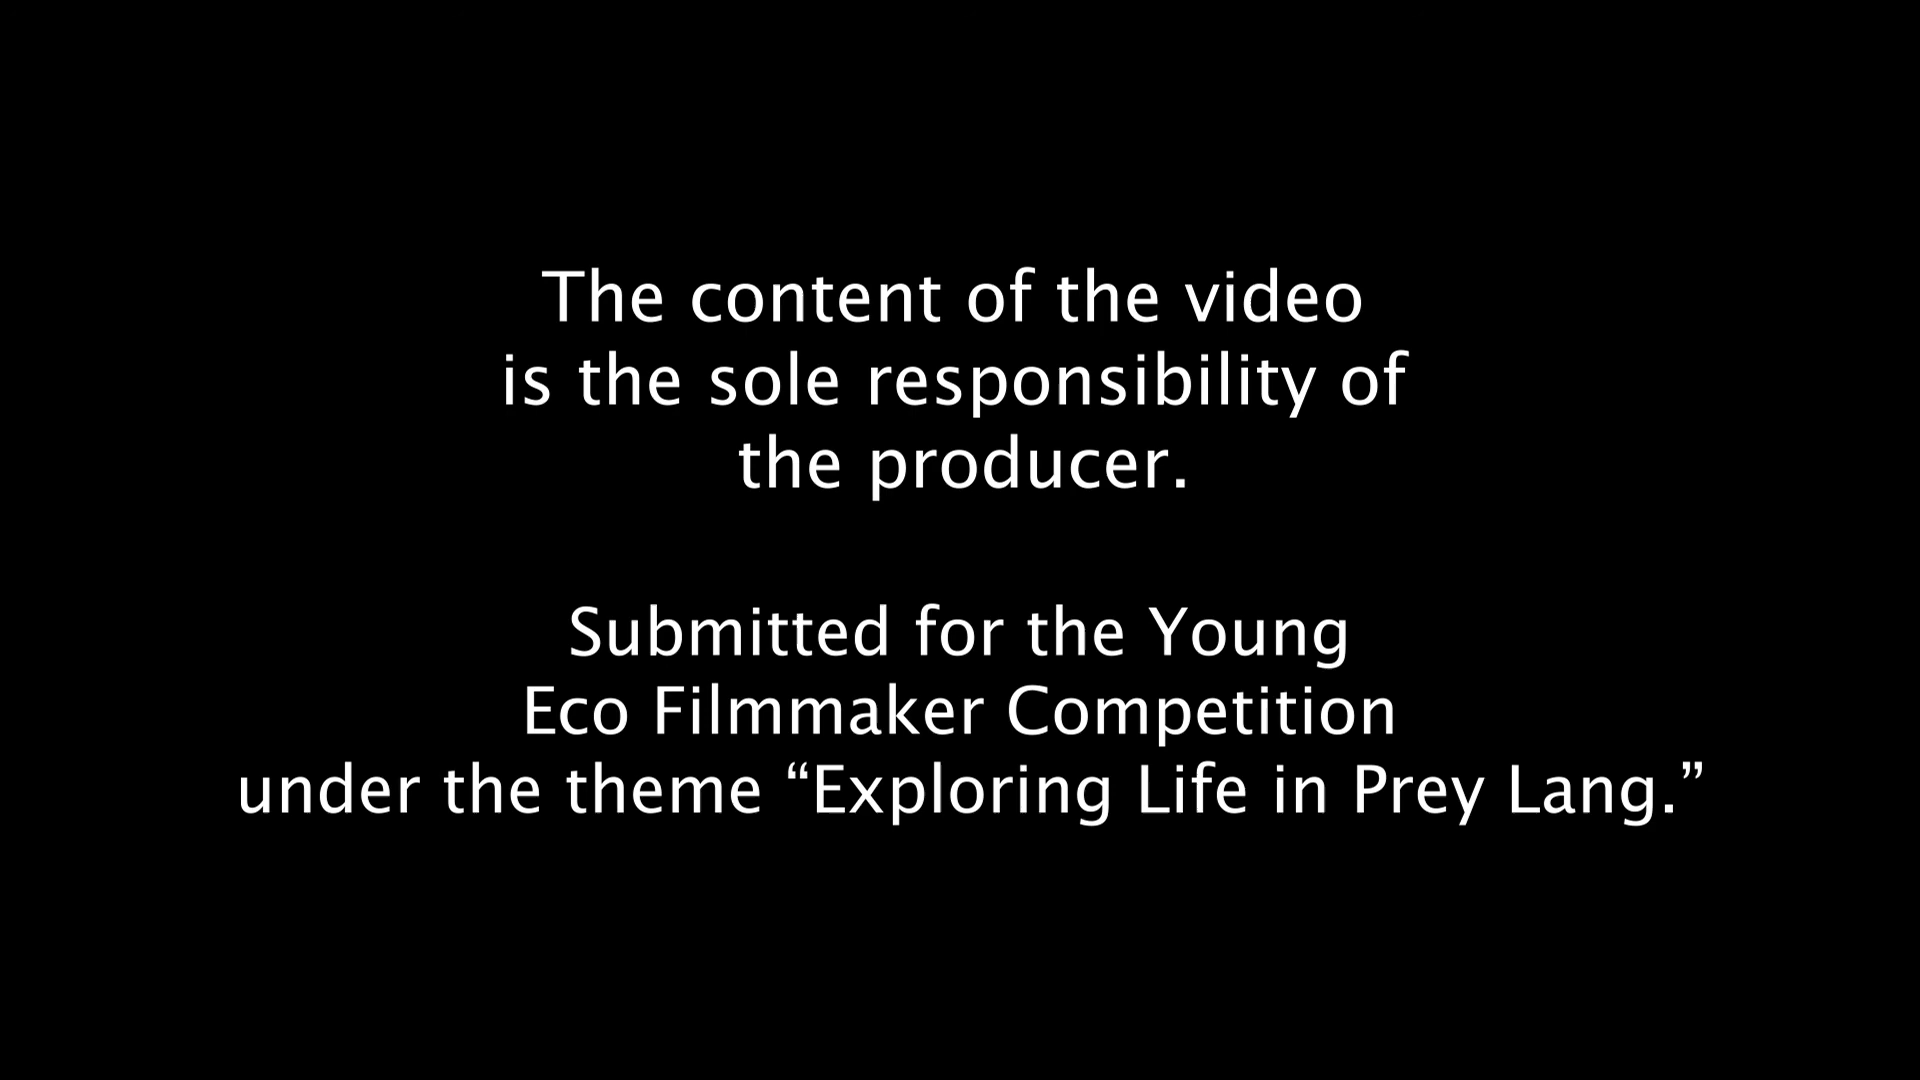 The content of the video
is the sole responsibility of
the producer.
Submitted for the Young
Eco Filmmaker Competition
under the theme “Exploring Life in Prey Lang.”